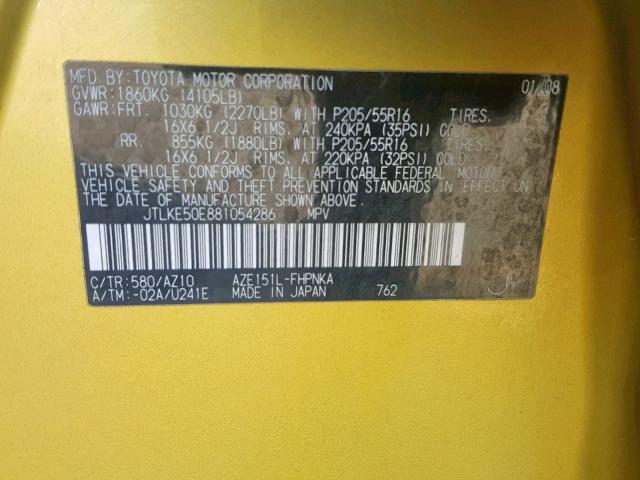 MFD. BY: TOYOTA MOTOR CORPORATION 01/08
GVWR: 1860KG (4105LB)
GAWR: FRT 1030KG (2270LB) WITH P205/55R16 TIRES,
16X6 1/2J RIMS, AT 240KPA (35PSI) COLD
RR. 855KG (1880LB) WITH P205/55R16 TIRES,
16X6 1/2J RIMS, AT 220KPA (32PSI) COLD
THIS VEHICLE CONFORMS TO ALL APPLICABLE FEDERAL MOTOR
VEHICLE SAFETY AND THEFT PREVENTION STANDARDS IN EFFECT ON
THE DATE OF MANUFACTURE SHOWN ABOVE.
JTLKE50E881054286 MPV
C/TR: 580/AZ10 AZE151L-FHPNKA
A/TM: -02A/U241E MADE IN JAPAN 762 J